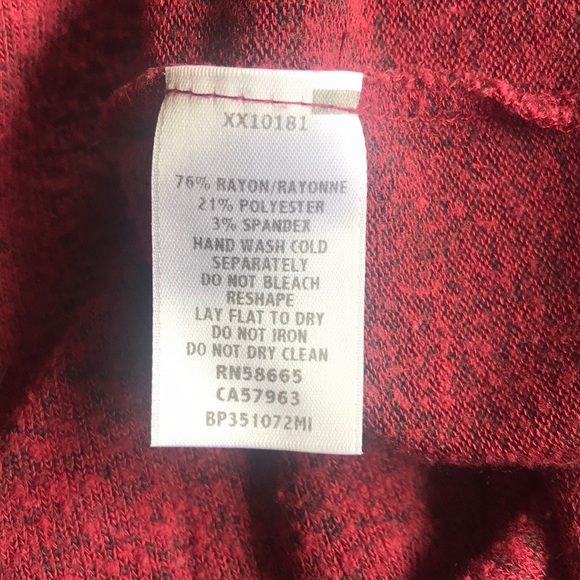 XX10181
76% RAYON/RAYONNE
21% POLYESTER
3% SPANDEX
HAND WASH COLD
SEPARATELY
DO NOT BLEACH
RESHAPE
LAY FLAT TO DRY
DO NOT IRON
DO NOT DRY CLEAN
RN58665
CA57963
BP351072MI